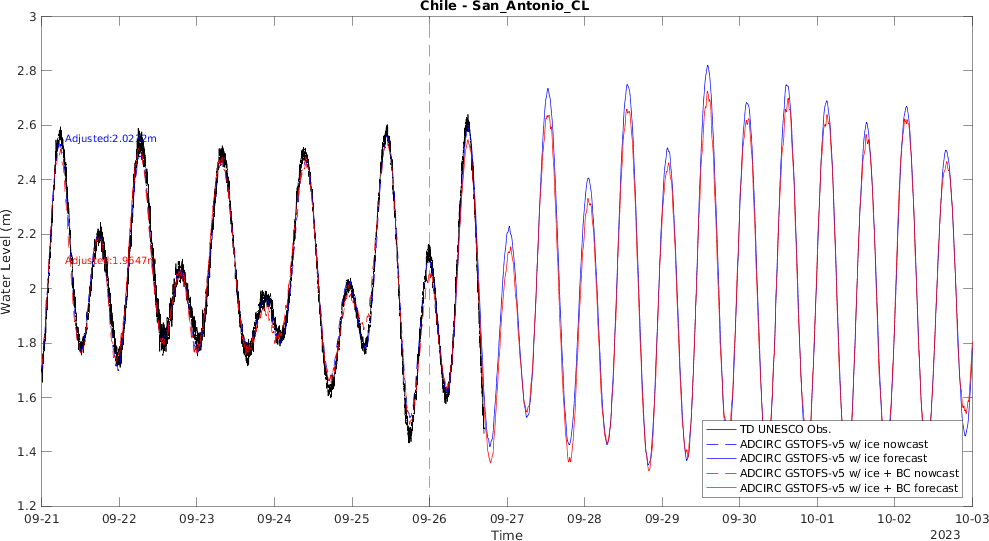 Chile - San_Antonio_CL
Water Level (m)
3
2.8
2.6
2.4
2.2
2
1.8
1.6
1.4
1.2
Adjusted:2.0212m
Adjusted:1.9547m
TD UNESCO Obs.
ADCIRC GSTOFS-v5 w/ ice nowcast
ADCIRC GSTOFS-v5 w/ ice forecast
ADCIRC GSTOFS-v5 w/ ice + BC nowcast
ADCIRC GSTOFS-v5 w/ ice + BC forecast
09-21 09-22 09-23 09-24 09-25 09-26 09-27 09-28 09-29 09-30 10-01 10-02 10-03
Time
2023